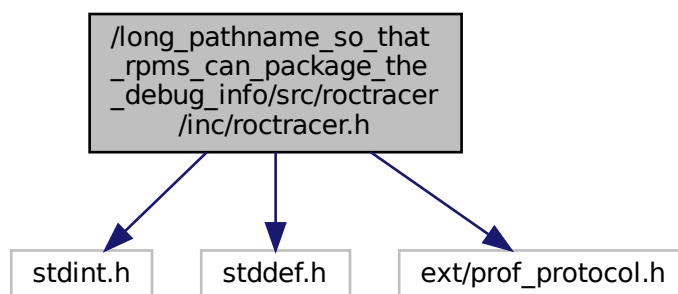 /long_pathname_so_that
_rpms_can_package_the
_debug_info/src/roctracer
/inc/roctracer.h
stdint.h
stddef.h
ext/prof_protocol.h